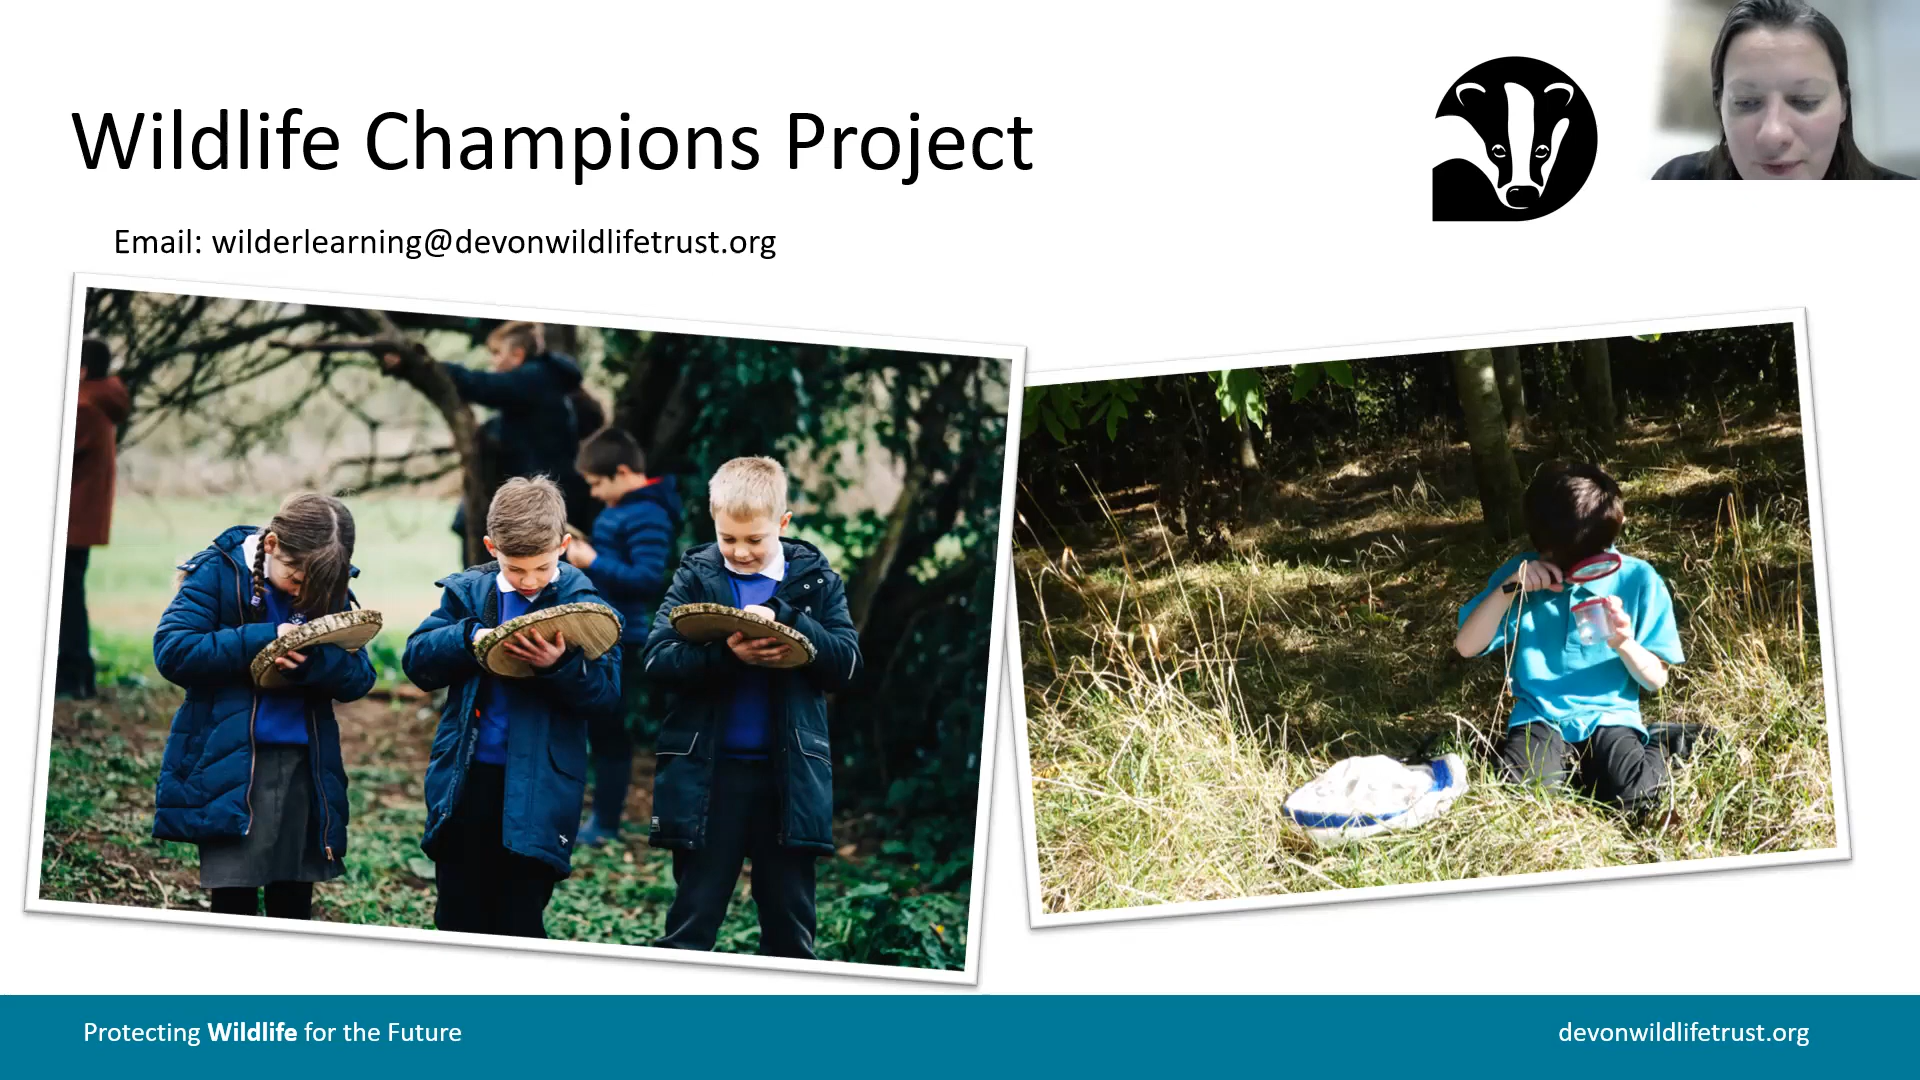 Wildlife Champions Project
Email: wilderlearning@devonwildlifetrust.org
Protecting Wildlife for the Future
devonwildlifetrust.org